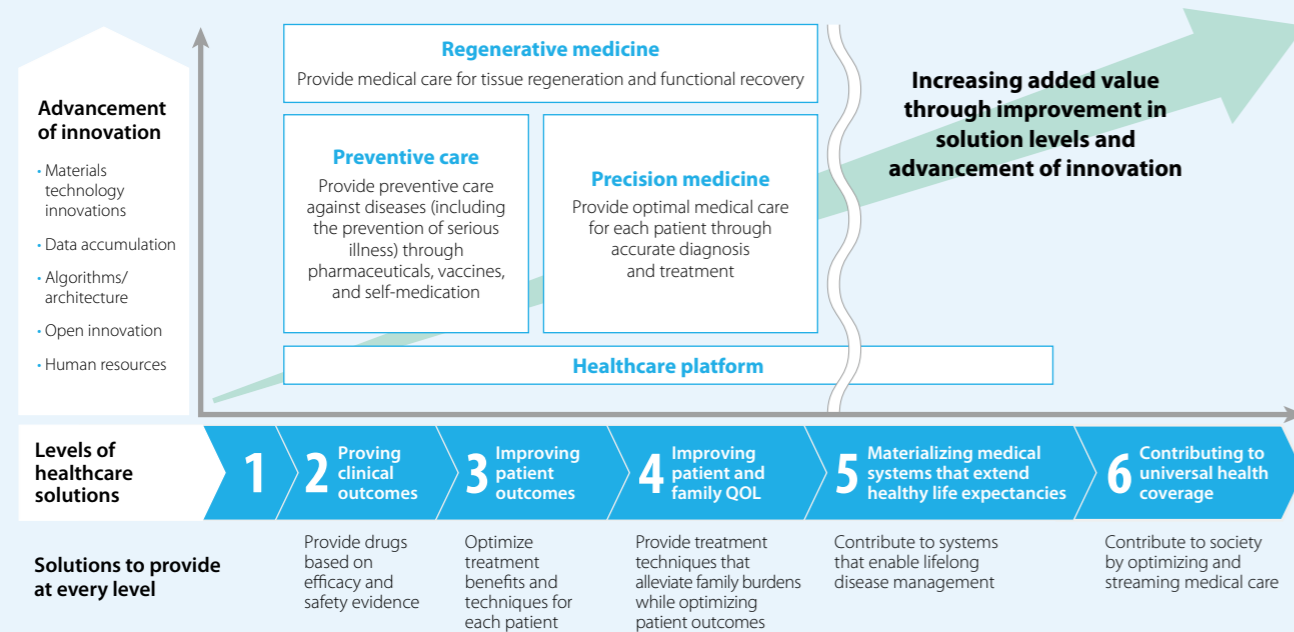 Advancement
of innovation
• Materials
technology
innovations
• Data accumulation
• Algorithms/
architecture
• Open innovation
• Human resources
Regenerative medicine
Provide medical care for tissue regeneration and functional recovery
Preventive care
Provide preventive care
against diseases (including
the prevention of serious
illness) through
pharmaceuticals, vaccines,
and self-medication
Precision medicine
Provide optimal medical care
for each patient through
accurate diagnosis
and treatment
Healthcare platform
Increasing added value
through improvement in
solution levels and
advancement of innovation
Levels of
healthcare
solutions
1
2
Proving
clinical
outcomes
3
Improving
patient
outcomes
4
Improving
patient and
family QOL
5
Materializing medical
systems that extend
healthy life expectancies
6
Contributing to
universal health
coverage
Solutions to provide
at every level
Provide drugs
based on
efficacy and
safety evidence
Optimize
treatment
benefits and
techniques for
each patient
Provide treatment
techniques that
alleviate family burdens
while optimizing
patient outcomes
Contribute to systems
that enable lifelong
disease management
Contribute to society
by optimizing and
streaming medical care